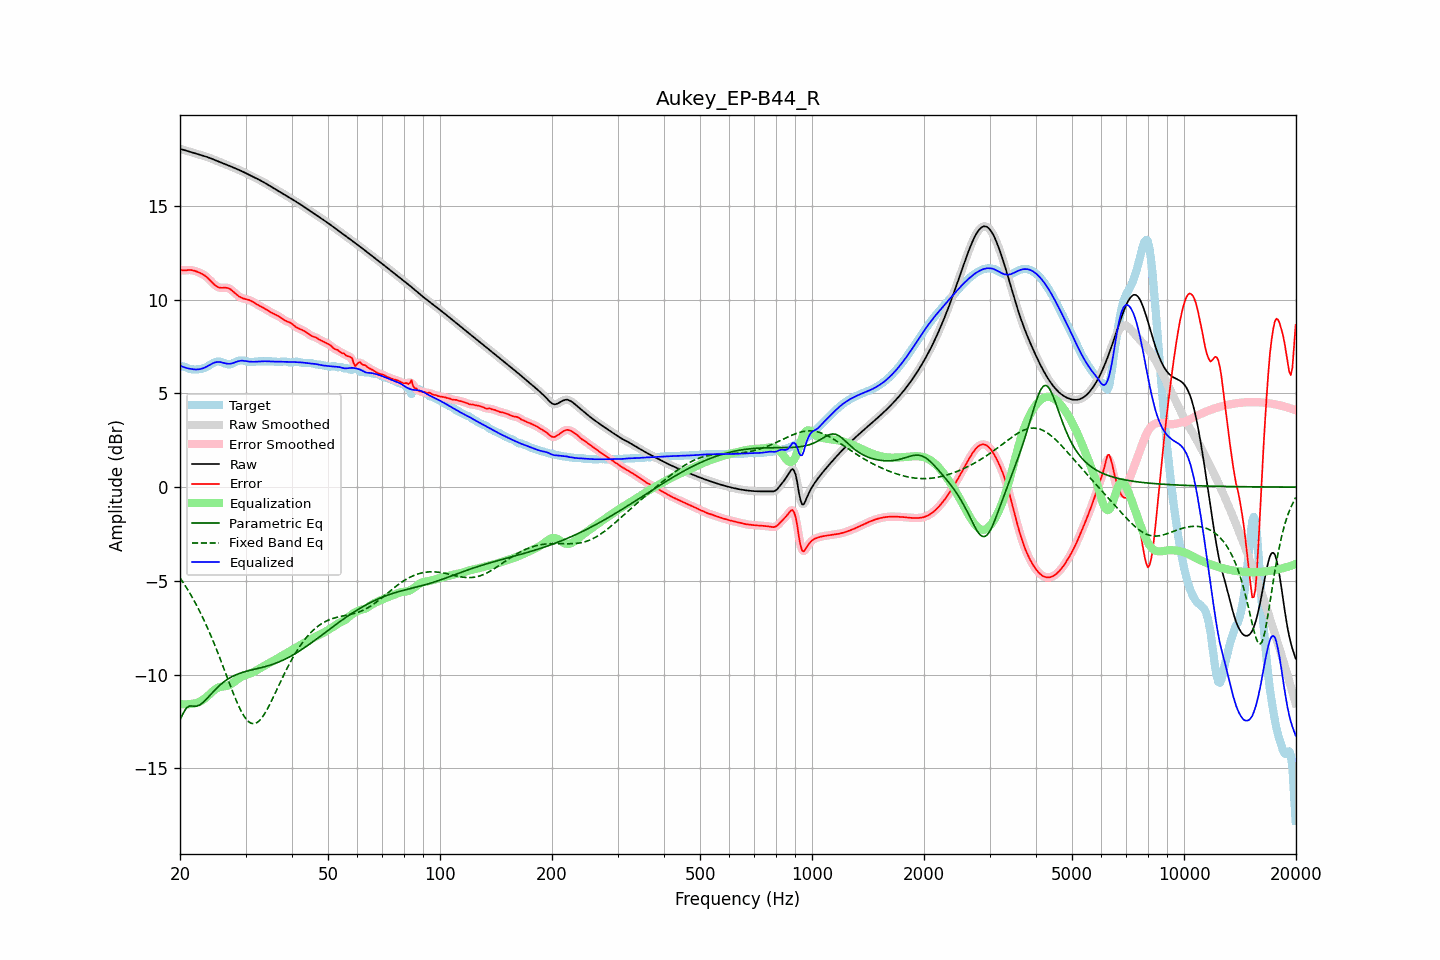 Aukey_EP-B44_R
Amplitude (dBr)
15
10
5
0
−5
−10
−15
Target
Raw Smoothed
Error Smoothed
Raw
Error
Equalization
Parametric Eq
Fixed Band Eq
Equalized
20 50 100 200 500 1000 2000 5000 10000 20000
Frequency (Hz)